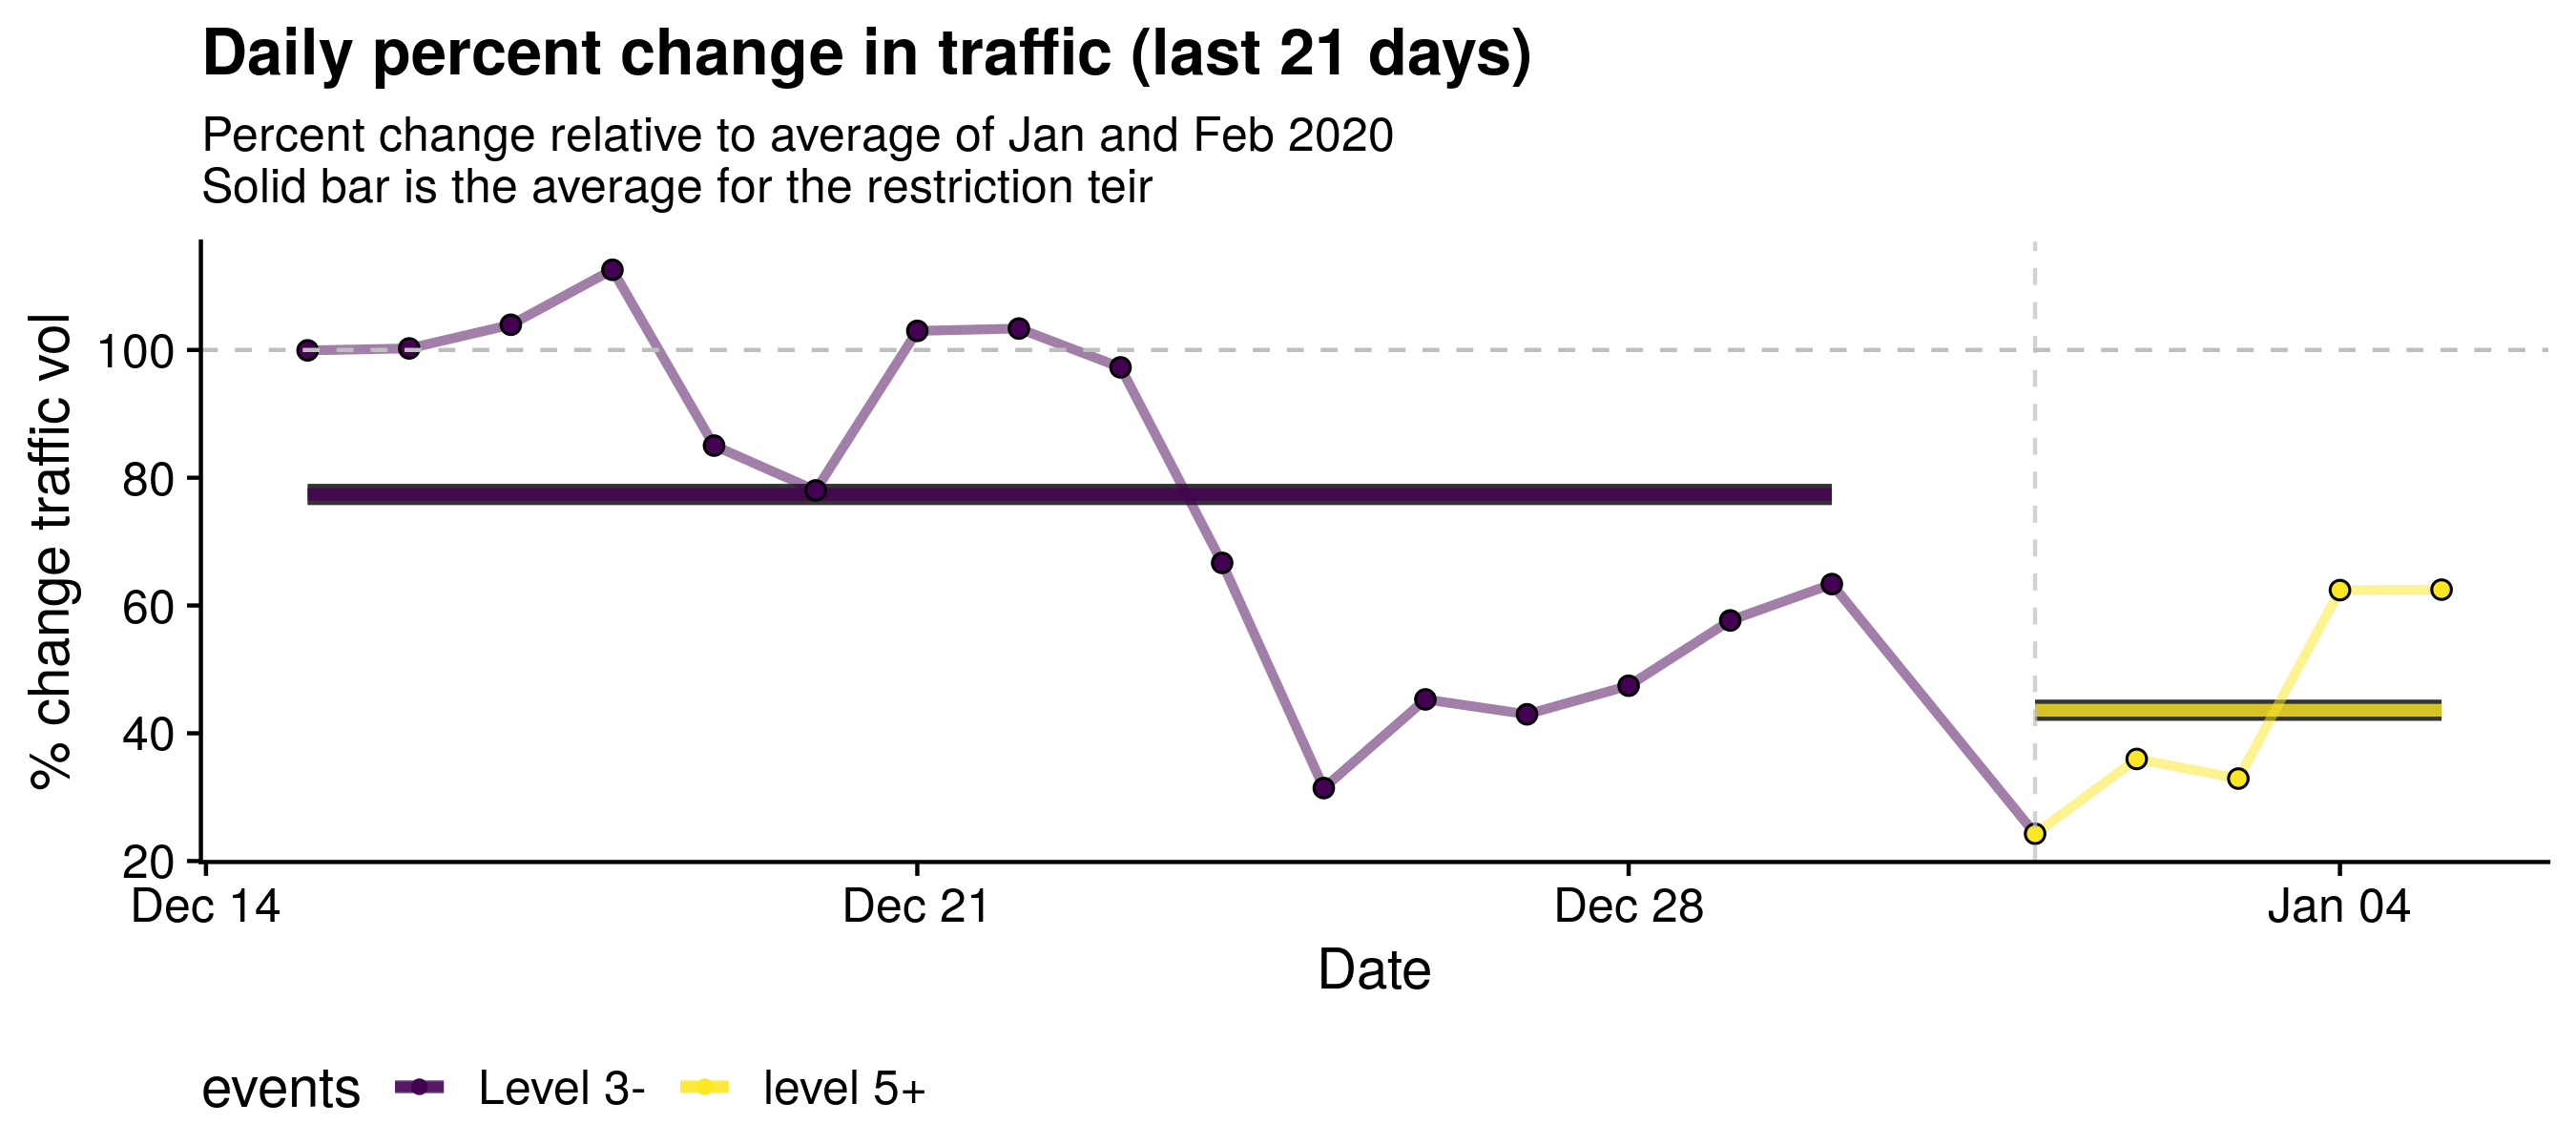 Daily percent change in traffic (last 21 days)
Percent change relative to average of Jan and Feb 2020
Solid bar is the average for the restriction teir
% change traffic vol
100
80
60
40
20
Dec 14
Dec 21
Dec 28
Jan 04
Date
events
Level 3-
level 5+